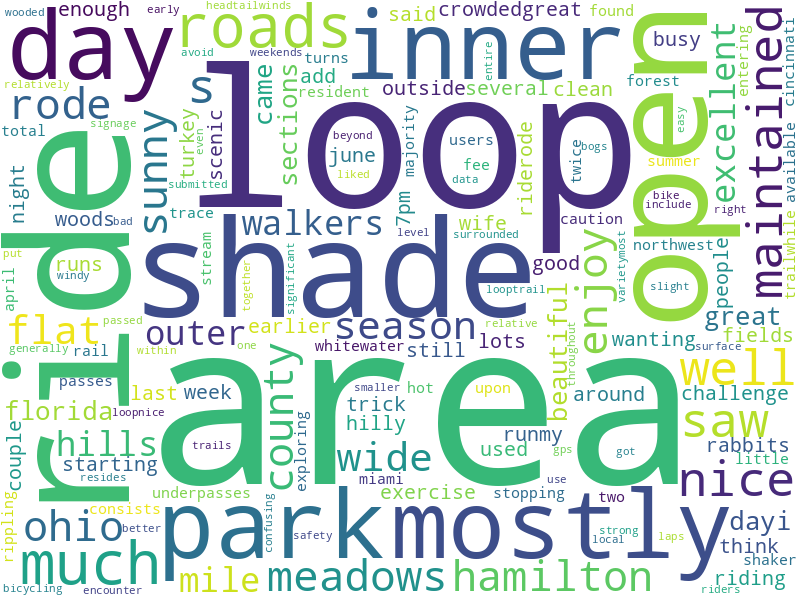 wooded
enough
early
headtailwinds
roads
said
crowdedgreat
found
day
inner
avoid
weekends
turns
busy
entire
relatively
s
came
add
outside
several
clean
forest
resident
rode
loop
open
excellent
entering
maintained
cincinnati
available
total
signage
even
turkey
scenic
sections
june
beyond
liked
majority
users
fee
data
bogs
twice
riderode
easy
summer
night
sunny
submitted
trace
woods
bad
walkers
7pm
level
surrounded
caution
bike
include
right
northwest
people
trailwhile
put
runs
windy
stream
significant
together
shade
good
looptrail
varietymost
slight
enjoy
april
passed
flat
outer
earlier
season
relative
lots
great
generally
rail
within
one
whitewater
still
wanting
fields
surface
throughout
beautiful
ride
area
well
passes
last
week
county
smaller
hot
upon
around
challenge
florida
loopnice
trick
hilly
saw
couple
hills
trails
exploring
wide
runmy
used
gps
got
rabbits
little
starting
resides
miami
use
nice
underpasses
exercise
stopping
two
rippling
consists
ohio
better
park
mostly
dayi
confusing
safety
strong
local
laps
think
shaker
much
mile
meadows
hamilton
riding
bicycling
encounter
riders